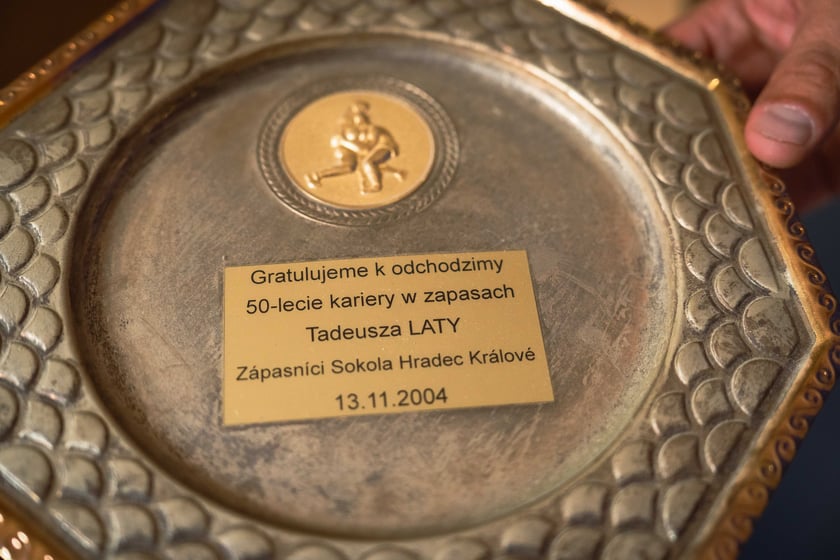 Gratulujeme k odchodzimy
50-lecie kariery w zapasach
Tadeusza LATY
Zápasníci Sokola Hradec Králové
13.11.2004